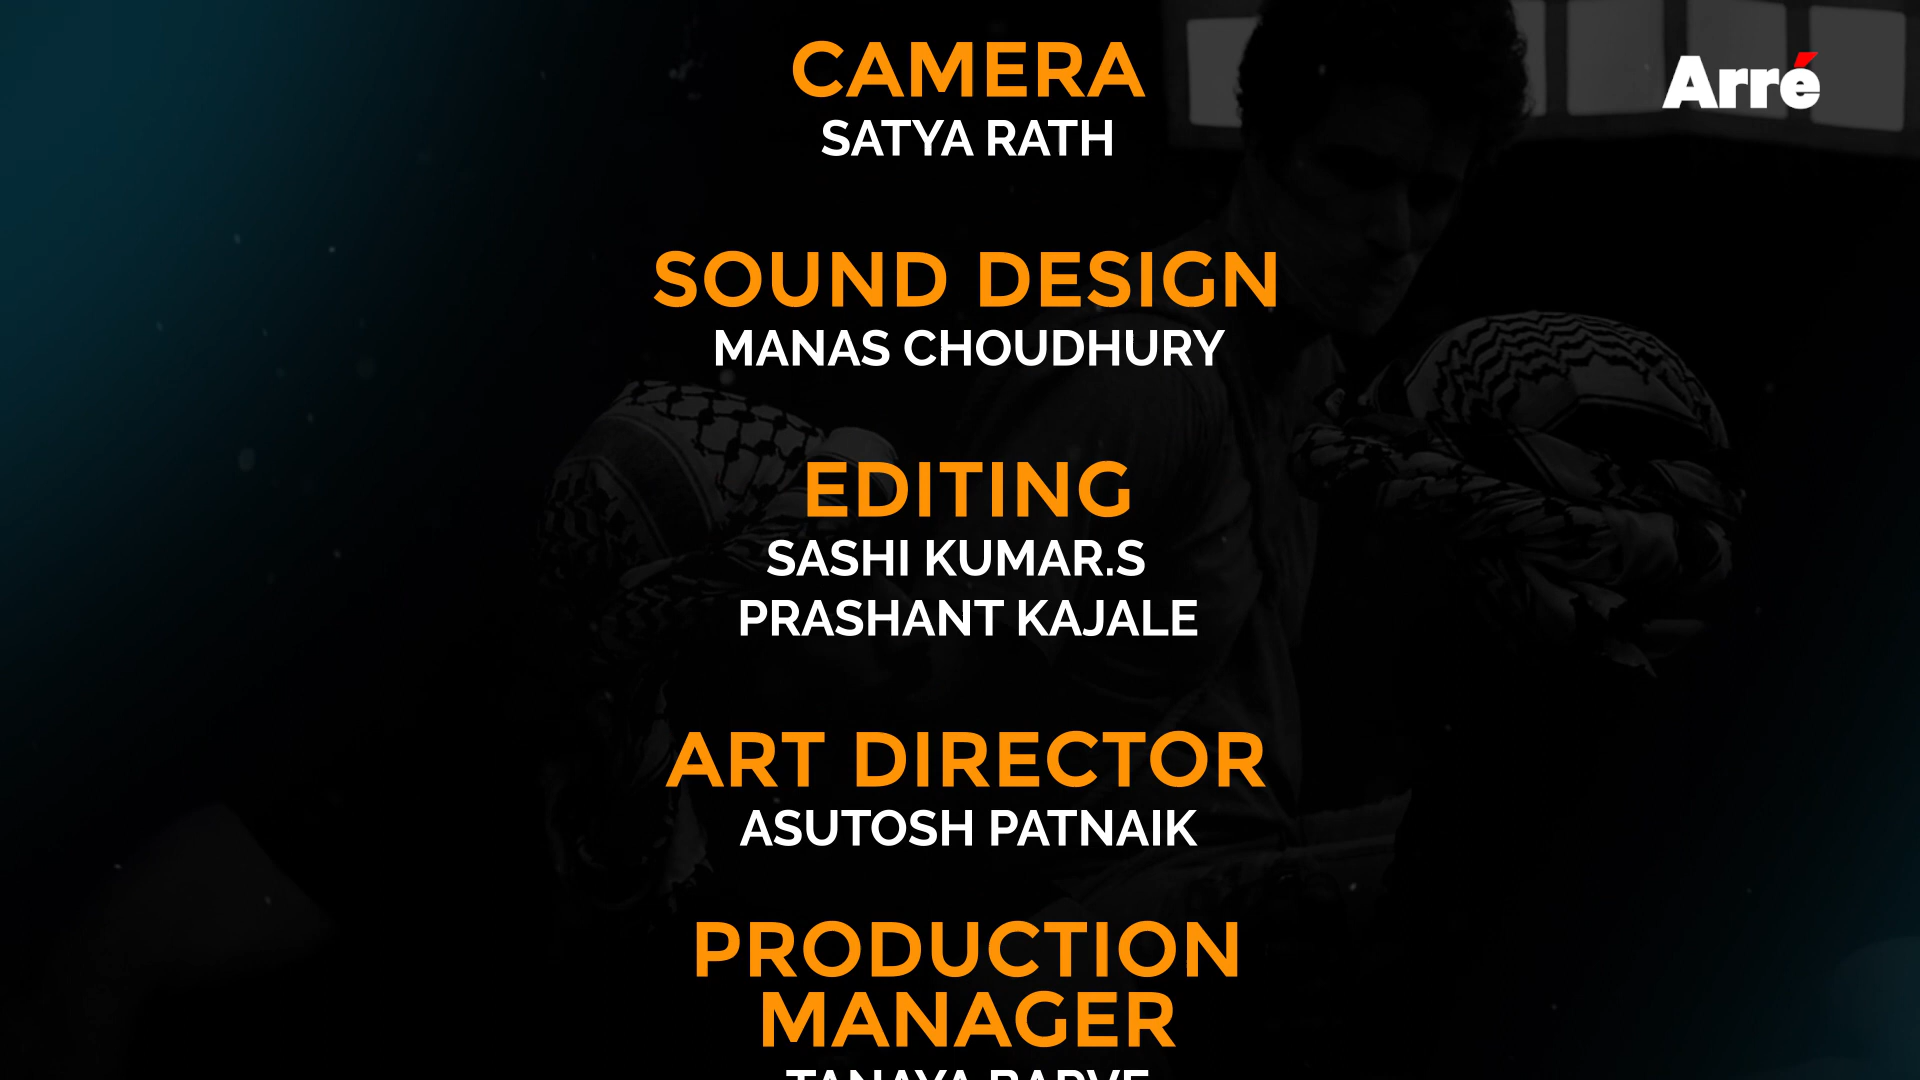 CAMERA
Arré
SATYA RATH
SOUND DESIGN
MANAS CHOUDHURY
EDITING
SASHI KUMAR.S
PRASHANT KAJALE
ART DIRECTOR
ASUTOSH PATNAIK
PRODUCTION
MANAGER
TANAYA